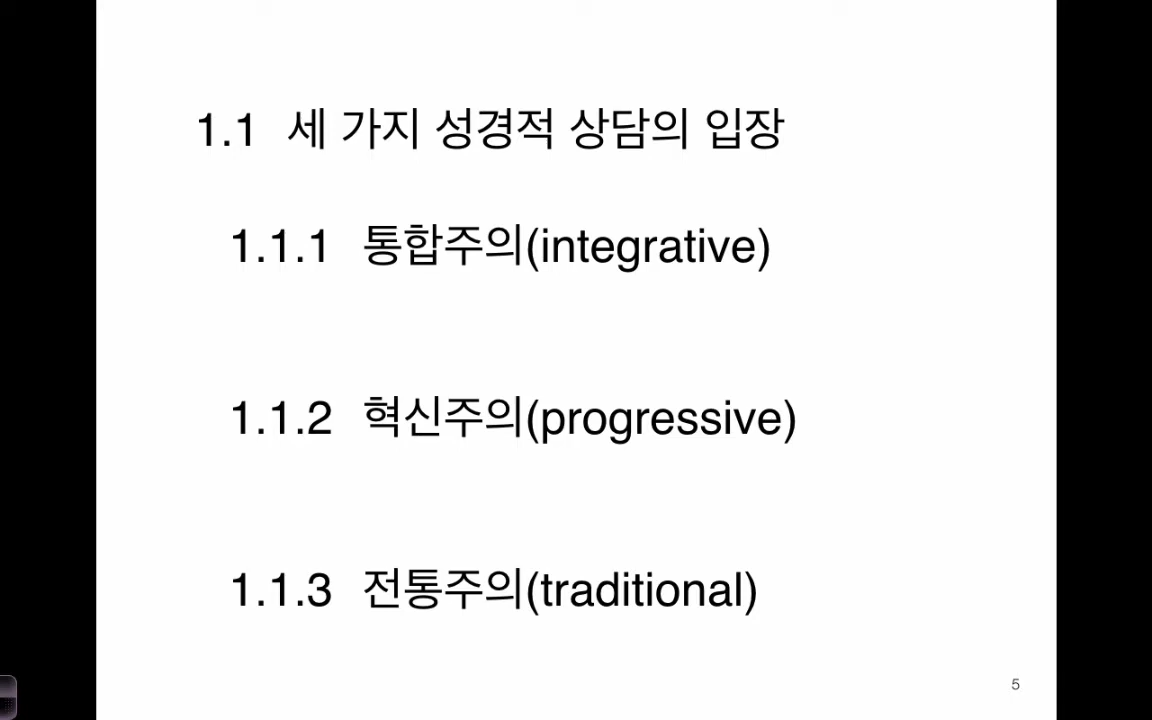 1.1 세 가지 성경적 상담의 입장
1.1.1 통합주의(integrative)
1.1.2 혁신주의(progressive)
1.1.3 전통주의(traditional)
5